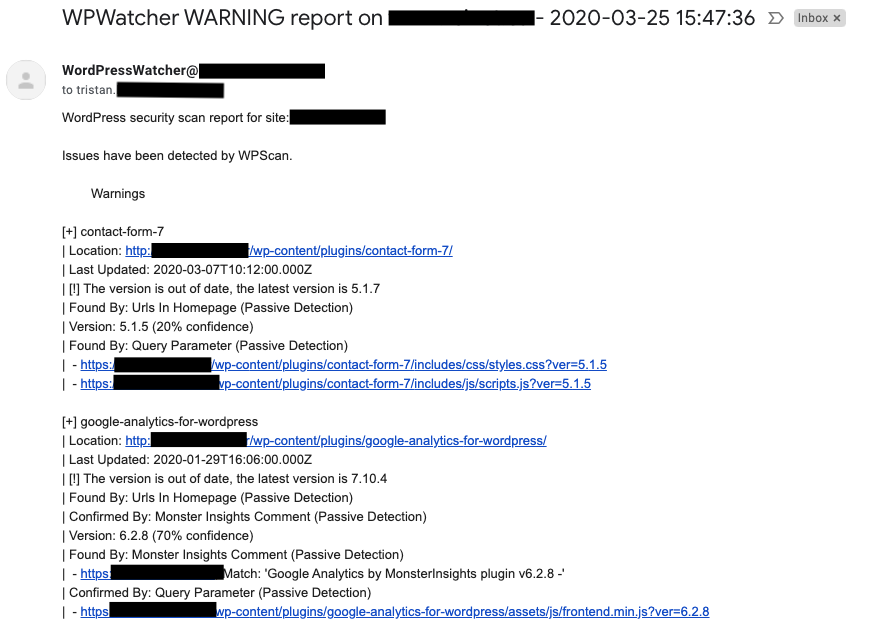 WPWatcher WARNING report on - 2020-03-25 15:47:36 Inbox ×
WordPressWatcher@
to tristan.
WordPress security scan report for site:
Issues have been detected by WPScan.
Warnings
[+] contact-form-7
| Location: http: /wp-content/plugins/contact-form-7/
| Last Updated: 2020-03-07T10:12:00.000Z
| [!] The version is out of date, the latest version is 5.1.7
| Found By: Urls In Homepage (Passive Detection)
| Version: 5.1.5 (20% confidence)
| Found By: Query Parameter (Passive Detection)
| - https:/ /wp-content/plugins/contact-form-7/includes/css/styles.css?ver=5.1.5
| - https:/ wp-content/plugins/contact-form-7/includes/js/scripts.js?ver=5.1.5
[+] google-analytics-for-wordpress
| Location: http: /wp-content/plugins/google-analytics-for-wordpress/
| Last Updated: 2020-01-29T16:06:00.000Z
| [!] The version is out of date, the latest version is 7.10.4
| Found By: Urls In Homepage (Passive Detection)
| Confirmed By: Monster Insights Comment (Passive Detection)
| Version: 6.2.8 (70% confidence)
| Found By: Monster Insights Comment (Passive Detection)
| - https: Match: 'Google Analytics by MonsterInsights plugin v6.2.8 -'
| Confirmed By: Query Parameter (Passive Detection)
| - https wp-content/plugins/google-analytics-for-wordpress/assets/js/frontend.min.js?ver=6.2.8